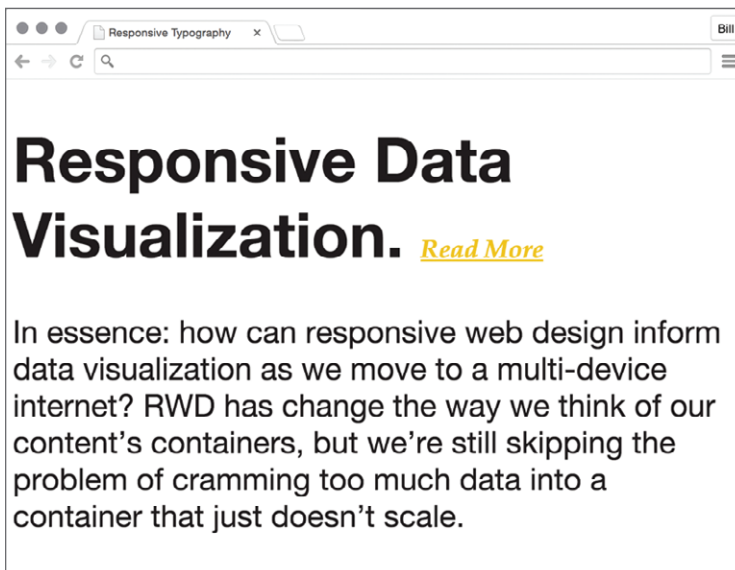 Responsive Typography
Bill
Responsive Data
Visualization. Read More
In essence: how can responsive web design inform
data visualization as we move to a multi-device
internet? RWD has change the way we think of our
content’s containers, but we’re still skipping the
problem of cramming too much data into a
container that just doesn’t scale.